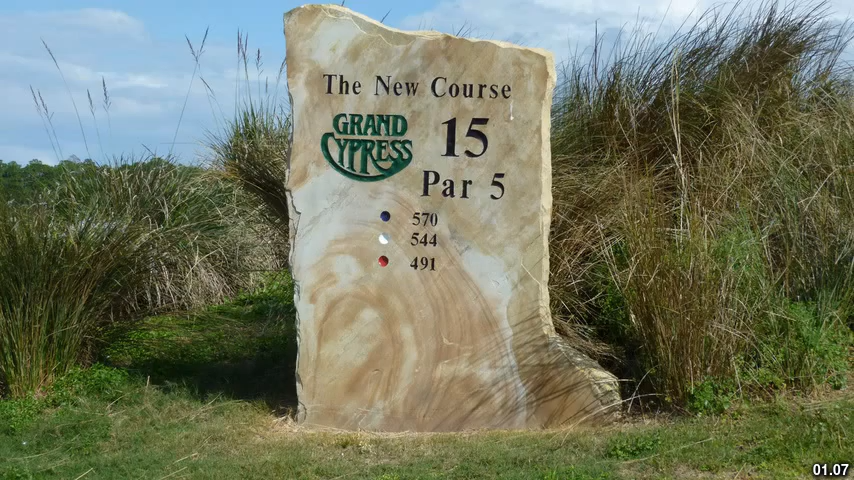 The New Course
GRAND
CYPRESS
15
Par 5
570
544
491
01.07